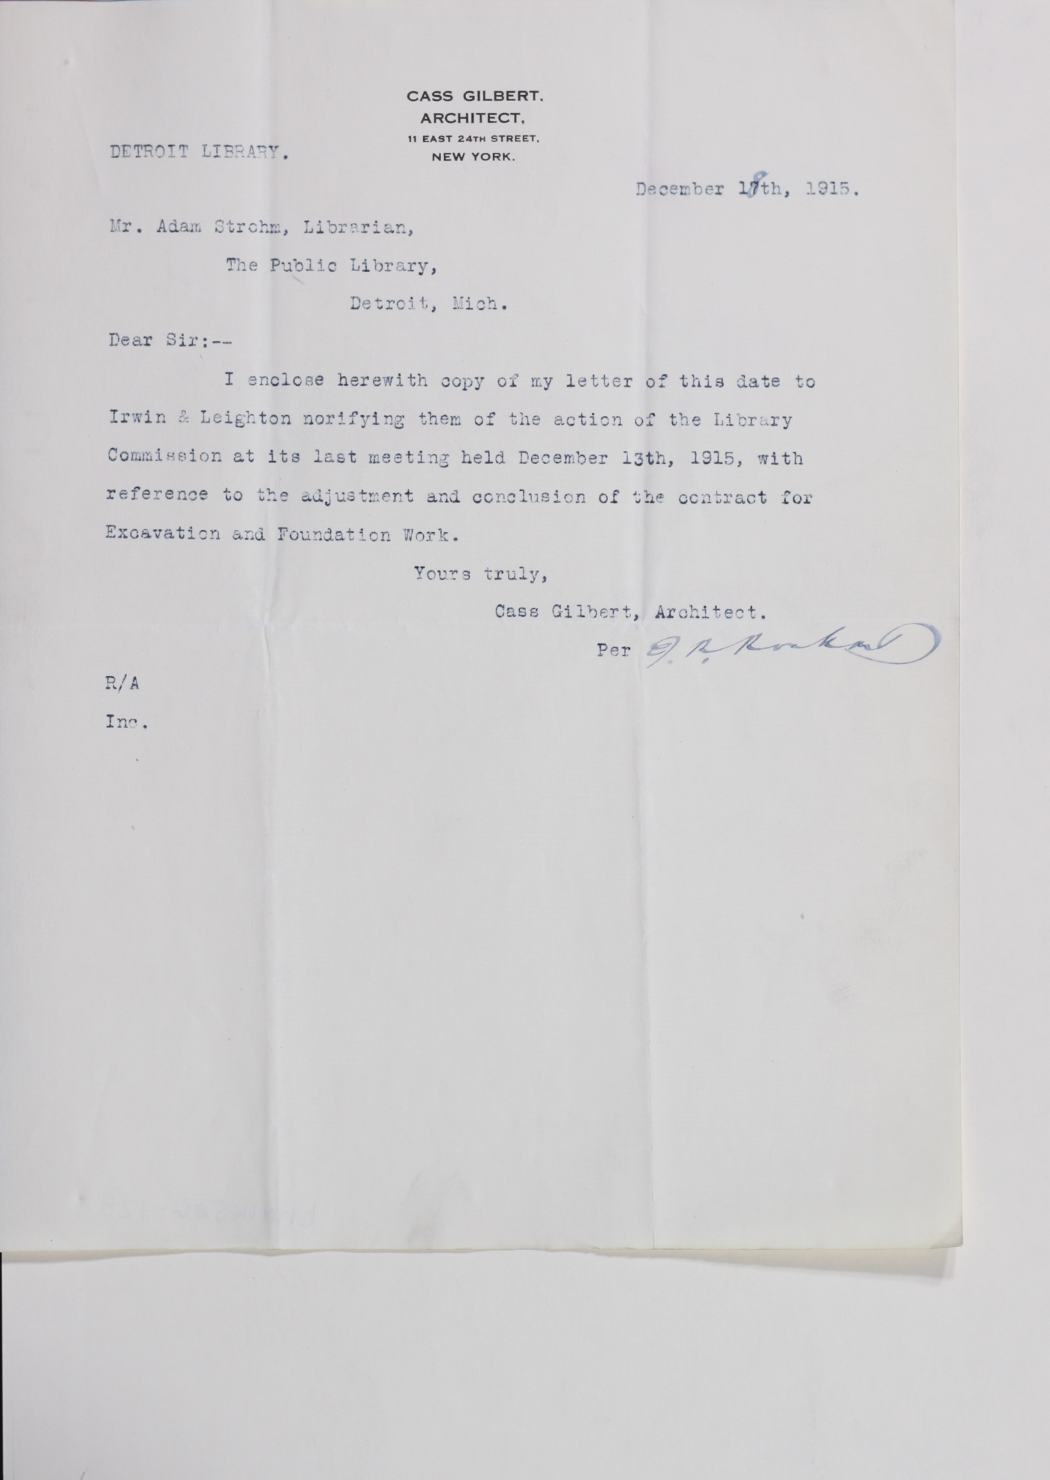 CASS GILBERT,
ARCHITECT,
11 EAST 24TH STREET,
NEW YORK.
DETROIT LIBRARY.
December 18th, 1915.
Mr. Adam Strohm, Librarian,
The Public Library,
Detroit, Mich.
Dear Sir:--
I enclose herewith copy of my letter of this date to
Irwin & Leighton norifying them of the action of the Library
Commission at its last meeting held December 13th, 1915, with
reference to the adjustment and conclusion of the contract for
Excavation and Foundation Work.
Yours truly,
Cass Gilbert, Architect.
Per
R/A
Inc.